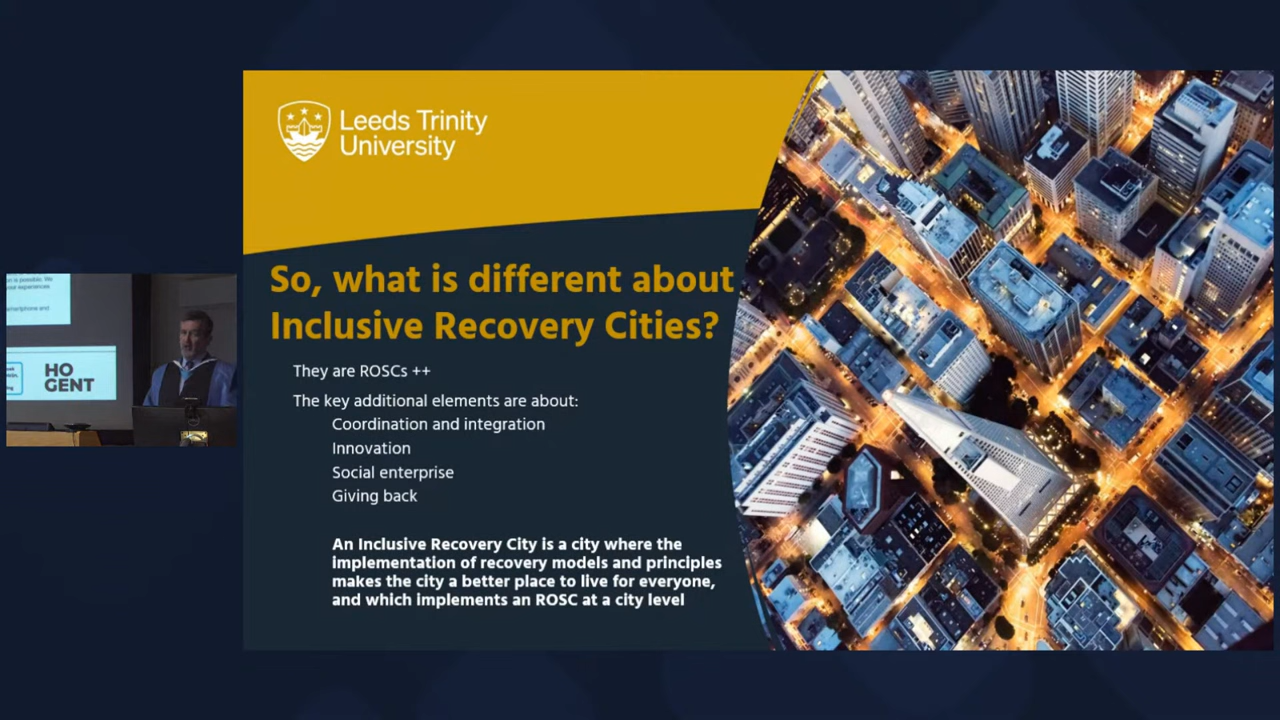 Leeds Trinity
University
So, what is different about
Inclusive Recovery Cities?
They are ROSCs ++
The key additional elements are about:
Coordination and integration
Innovation
Social enterprise
Giving back
An Inclusive Recovery City is a city where the
implementation of recovery models and principles
makes the city a better place to live for everyone,
and which implements an ROSC at a city level
HO
GENT